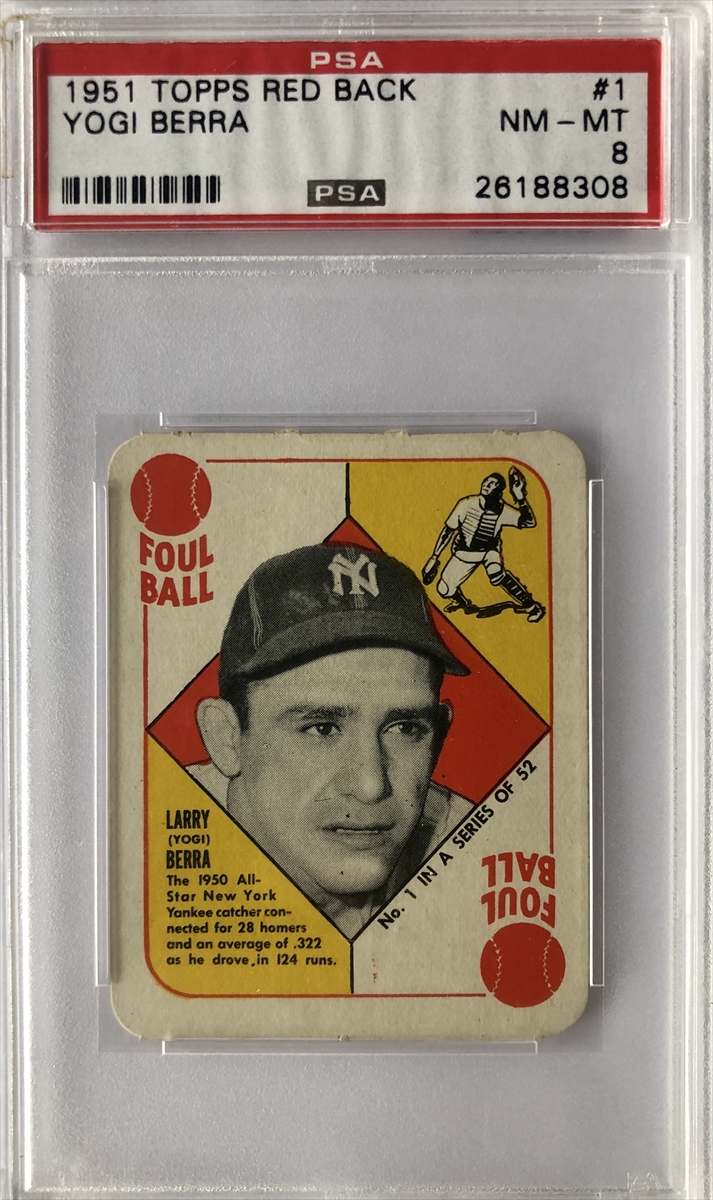 PSA
1951 TOPPS RED BACK #1
YOGI BERRA NM - MT
8
PSA 26188308
FOUL
BALL
NY
LARRY
(YOGI)
BERRA
The 1950 All-
Star New York
Yankee catcher con-
nected for 28 homers
and an average of .322
as he drove in 124 runs.
No. 1 IN A SERIES OF 52
FOUL
BALL